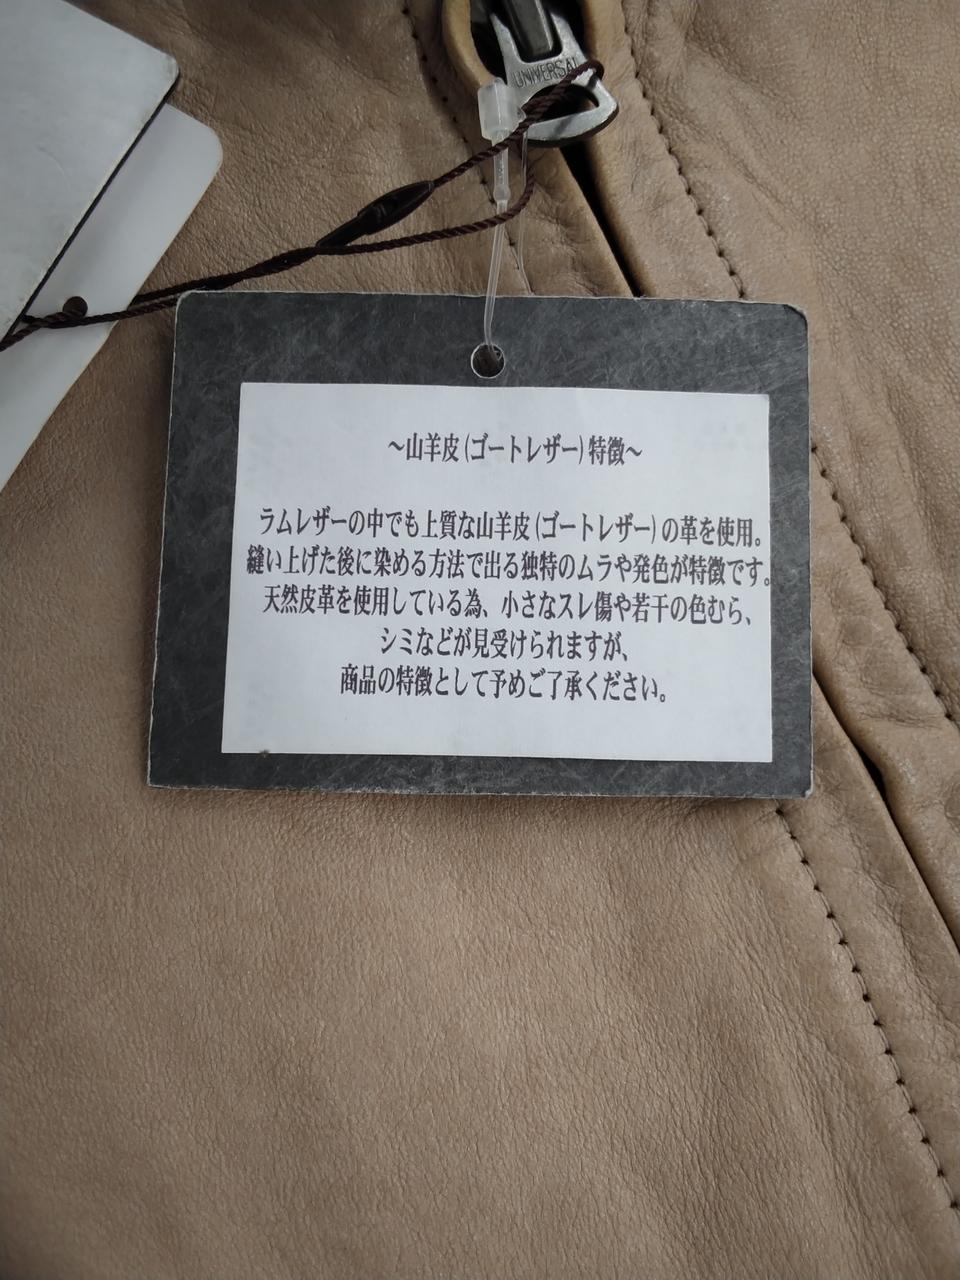 UNIVERSAL
～山羊皮(ゴートレザー)特徴～
ラムレザーの中でも上質な山羊皮(ゴートレザー)の革を使用。
縫い上げた後に染める方法で出る独特のムラや発色が特徴です。
天然皮革を使用している為、小さなスレ傷や若干の色むら、
シミなどが見受けられますが、
商品の特徴として予めご了承ください。